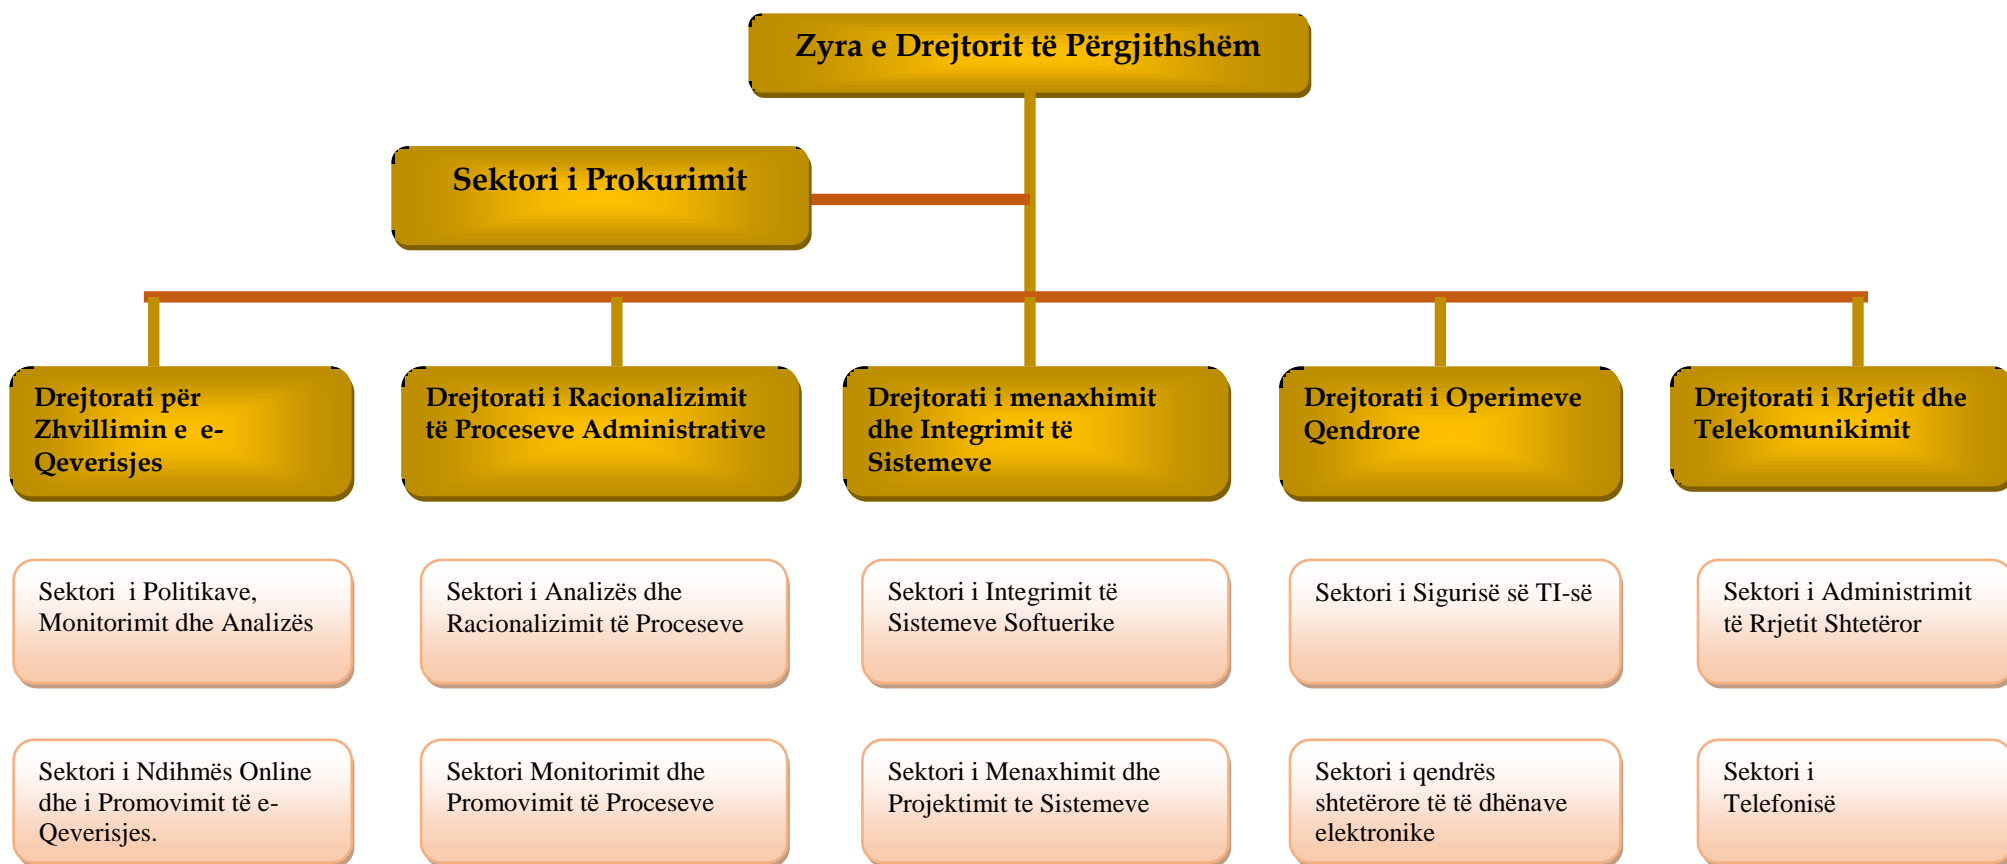 Zyra e Drejtorit të Përgjithshëm
Sektori i Prokurimit
Drejtorati për
Zhvillimin e e-
Qeverisjes
Drejtorati i Racionalizimit
të Proceseve Administrative
Drejtorati i menaxhimit
dhe Integrimit të
Sistemeve
Drejtorati i Operimeve
Qendrore
Drejtorati i Rrjetit dhe
Telekomunikimit
Sektori i Politikave,
Monitorimit dhe Analizës
Sektori i Analizës dhe
Racionalizimit të Proceseve
Sektori i Integrimit të
Sistemeve Softuerike
Sektori i Sigurisë së TI-së
Sektori i Administrimit
të Rrjetit Shtetëror
Sektori i Ndihmës Online
dhe i Promovimit të e-
Qeverisjes.
Sektori Monitorimit dhe
Promovimit të Proceseve
Sektori i Menaxhimit dhe
Projektimit te Sistemeve
Sektori i qendrës
shtetërore të të dhënave
elektronike
Sektori i
Telefonisë